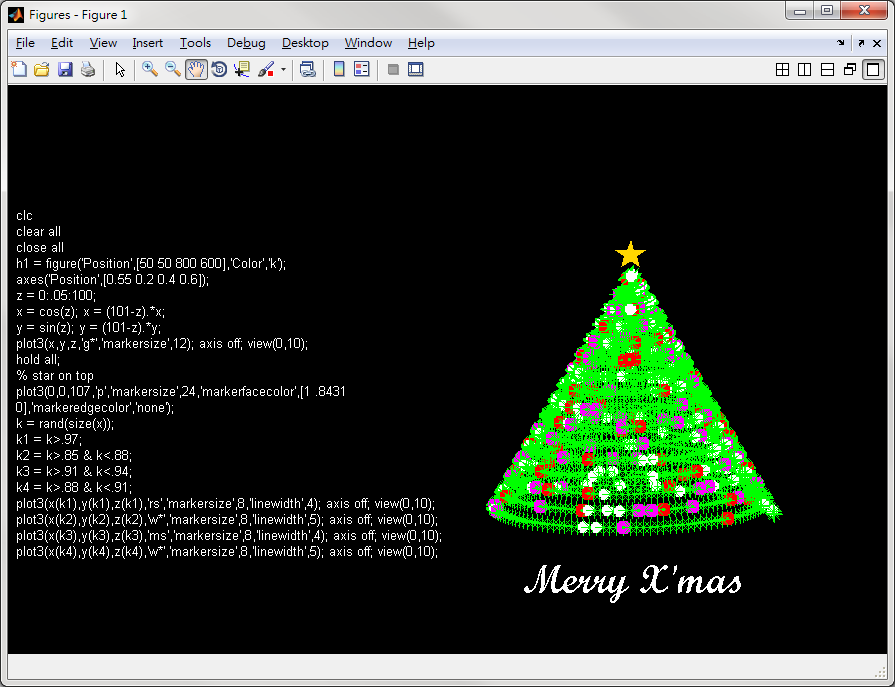 Figures - Figure 1
File Edit View Insert Tools Debug Desktop Window Help
clc
clear all
close all
h1 = figure('Position',[50 50 800 600],'Color','k');
axes('Position',[0.55 0.2 0.4 0.6]);
z = 0:.05:100;
x = cos(z); x = (101-z).*x;
y = sin(z); y = (101-z).*y;
plot3(x,y,z,'g*','markersize',12); axis off; view(0,10);
hold all;
% star on top
plot3(0,0,107,'p','markersize',24,'markerfacecolor',[1 .8431
0],'markeredgecolor','none');
k = rand(size(x));
k1 = k>.97;
k2 = k>.85 & k<.88;
k3 = k>.91 & k<.94;
k4 = k>.88 & k<.91;
plot3(x(k1),y(k1),z(k1),'rs','markersize',8,'linewidth',4); axis off; view(0,10);
plot3(x(k2),y(k2),z(k2),'w*','markersize',8,'linewidth',5); axis off; view(0,10);
plot3(x(k3),y(k3),z(k3),'ms','markersize',8,'linewidth',4); axis off; view(0,10);
plot3(x(k4),y(k4),z(k4),'w*','markersize',8,'linewidth',5); axis off; view(0,10);
Merry X'mas